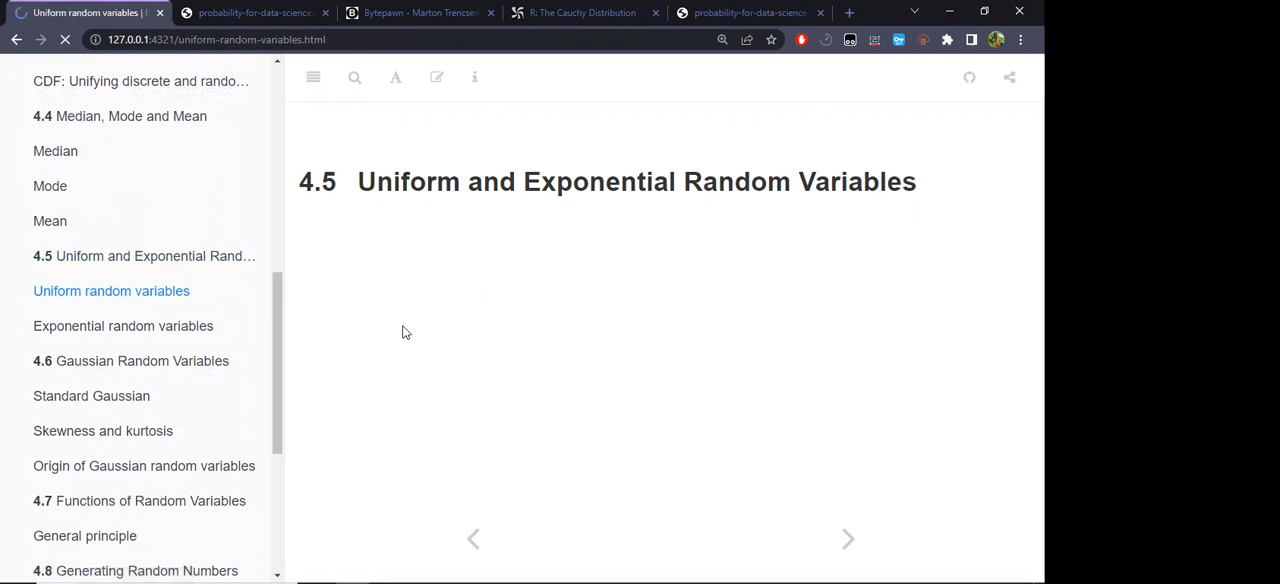 Uniform random variables |
probability-for-data-science.
Bytepawn - Marton Trencser
R: The Cauchy Distribution
probability-for-data-science.
127.0.0.1:4321/uniform-random-variables.html
CDF: Unifying discrete and rando…
4.4 Median, Mode and Mean
Median
Mode
Mean
4.5 Uniform and Exponential Rand…
Uniform random variables
Exponential random variables
4.6 Gaussian Random Variables
Standard Gaussian
Skewness and kurtosis
Origin of Gaussian random variables
4.7 Functions of Random Variables
General principle
4.8 Generating Random Numbers
4.5 Uniform and Exponential Random Variables